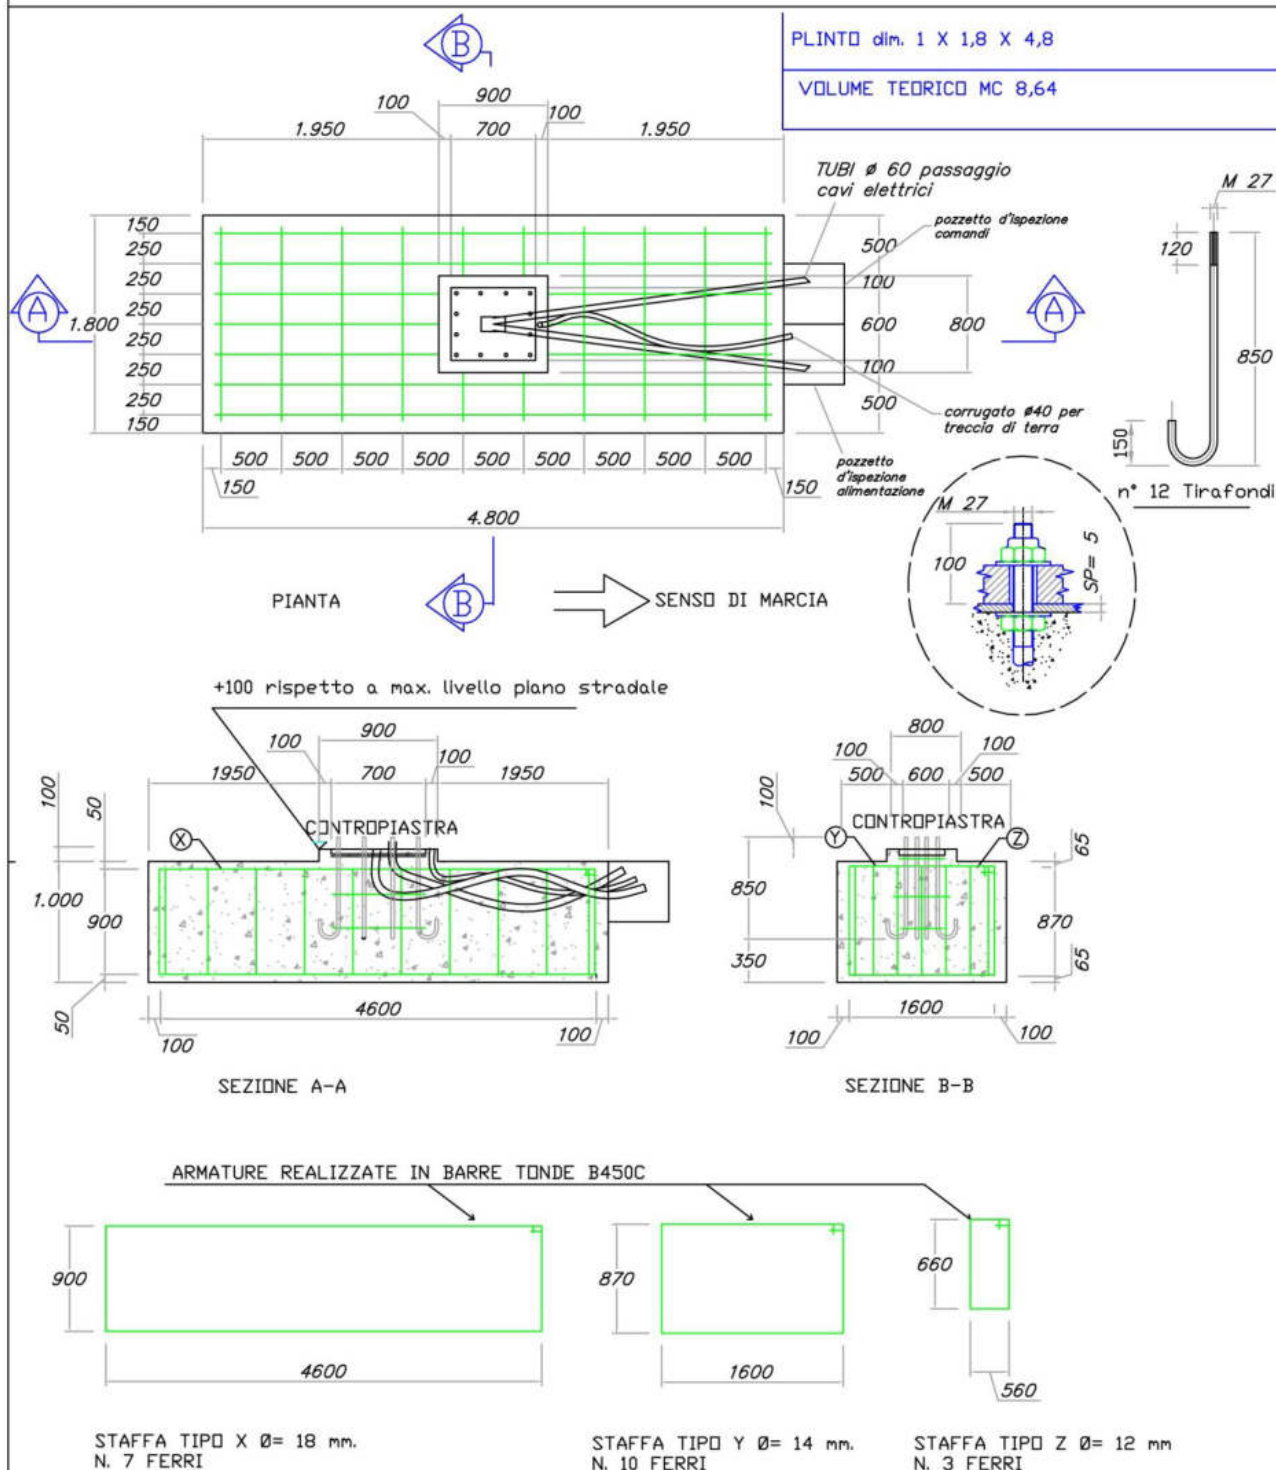 B
PLINTO dim. 1 X 1,8 X 4,8
VOLUME TEORICO MC 8,64
900
100
100
1.950
700
1.950
TUBI ø 60 passaggio
cavi elettrici
M 27
pozzetto d'ispezione
comandi
150
250
250
250
250
250
250
150
1.800
A
500
100
600
100
500
800
A
120
850
150
n° 12 Tirafondi
corrugato ø40 per
treccia di terra
pozzetto
d'ispezione
alimentazione
500 500 500 500 500 500 500 500 500
150
150
4.800
M 27
100
SP= 5
PIANTA
B
SENSO DI MARCIA
+100 rispetto a max. livello piano stradale
900
100
100
1950
700
1950
100
50
CONTROPIASTRA
X
1.000
900
50
4600
100
100
SEZIONE A-A
800
100
100
500 600 500
100
CONTROPIASTRA
Y
Z
65
850
870
350
65
1600
100
100
SEZIONE B-B
ARMATURE REALIZZATE IN BARRE TONDE B450C
900
4600
870
1600
660
560
STAFFA TIPO X Ø= 18 mm.
N. 7 FERRI
STAFFA TIPO Y Ø= 14 mm.
N. 10 FERRI
STAFFA TIPO Z Ø= 12 mm
N. 3 FERRI